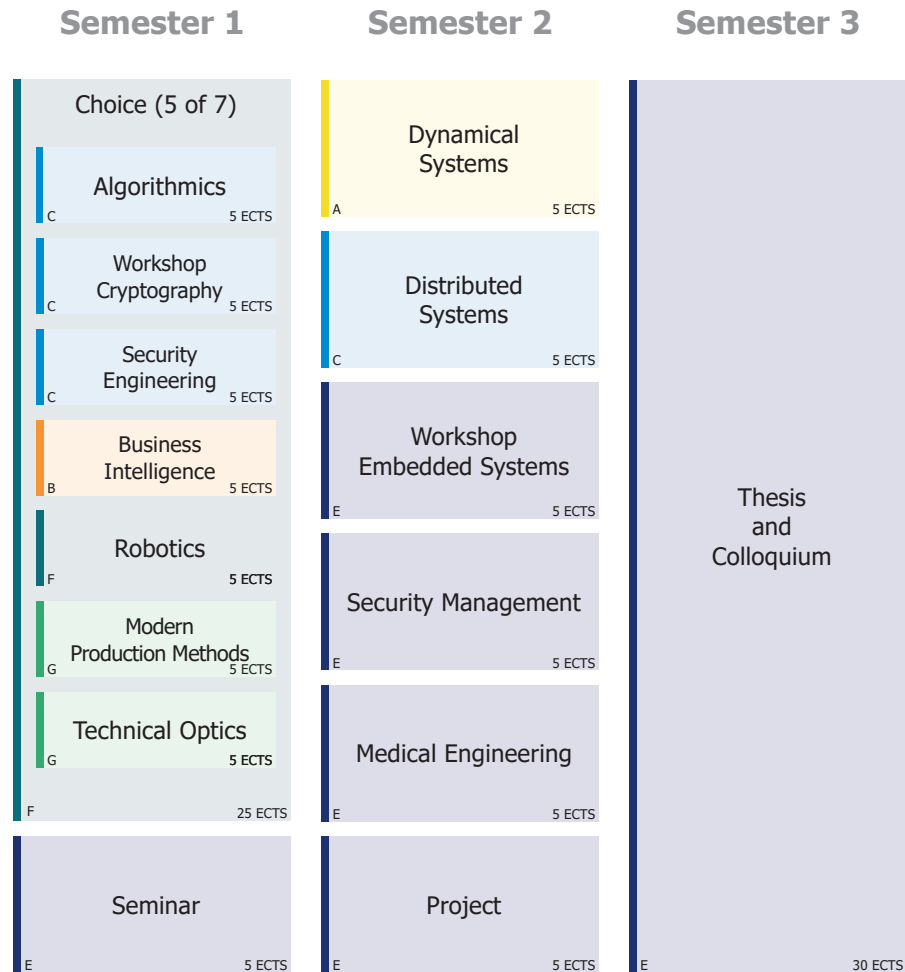 Semester 1
Choice (5 of 7)
Algorithmics
C 5 ECTS
Workshop
Cryptography
C 5 ECTS
Security
Engineering
C 5 ECTS
Business
Intelligence
B 5 ECTS
Robotics
F 5 ECTS
Modern
Production Methods
G 5 ECTS
Technical Optics
G 5 ECTS
F 25 ECTS
Seminar
E 5 ECTS
Semester 2
Dynamical
Systems
A 5 ECTS
Distributed
Systems
C 5 ECTS
Workshop
Embedded Systems
E 5 ECTS
Security Management
E 5 ECTS
Medical Engineering
E 5 ECTS
Project
E 5 ECTS
Semester 3
Thesis
and
Colloquium
E 30 ECTS